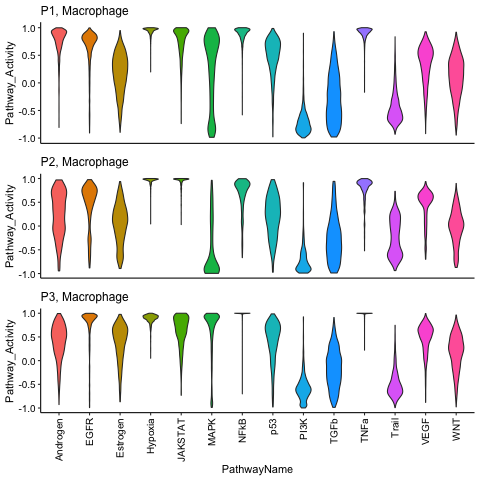 P1, Macrophage
Pathway_Activity
1.0
0.5
0.0
-0.5
-1.0
P2, Macrophage
Pathway_Activity
1.0
0.5
0.0
-0.5
-1.0
P3, Macrophage
Pathway_Activity
1.0
0.5
0.0
-0.5
-1.0
Androgen
EGFR
Estrogen
Hypoxia
JAKSTAT
MAPK
NFkB
p53
PI3K
TGFb
TNFa
Trail
VEGF
WNT
PathwayName